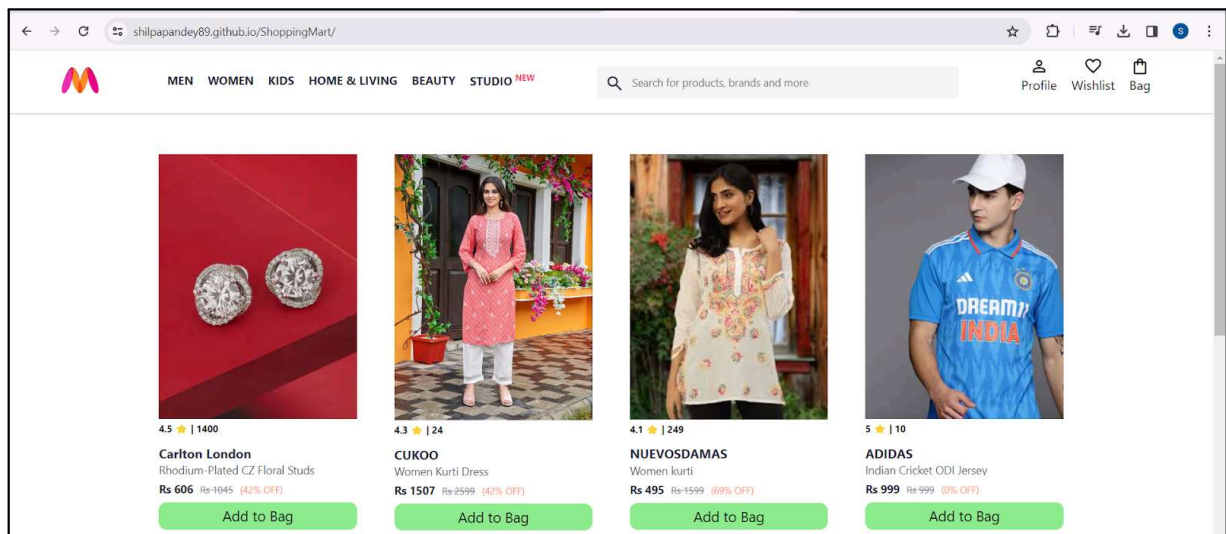 shilpapandey89.github.io/ShoppingMart/
S
MEN WOMEN KIDS HOME & LIVING BEAUTY STUDIO NEW
Search for products, brands and more
Profile Wishlist Bag
DREAM11
INDIA
4.5 ⭐ | 1400
Carlton London
Rhodium-Plated CZ Floral Studs
Rs 606 Rs 1045 (42% OFF)
Add to Bag
4.3 ⭐ | 24
CUKOO
Women Kurti Dress
Rs 1507 Rs 2599 (42% OFF)
Add to Bag
4.1 ⭐ | 249
NUEVOSDAMAS
Women kurti
Rs 495 Rs 1599 (69% OFF)
Add to Bag
5 ⭐ | 10
ADIDAS
Indian Cricket ODI Jersey
Rs 999 Rs 999 (0% OFF)
Add to Bag